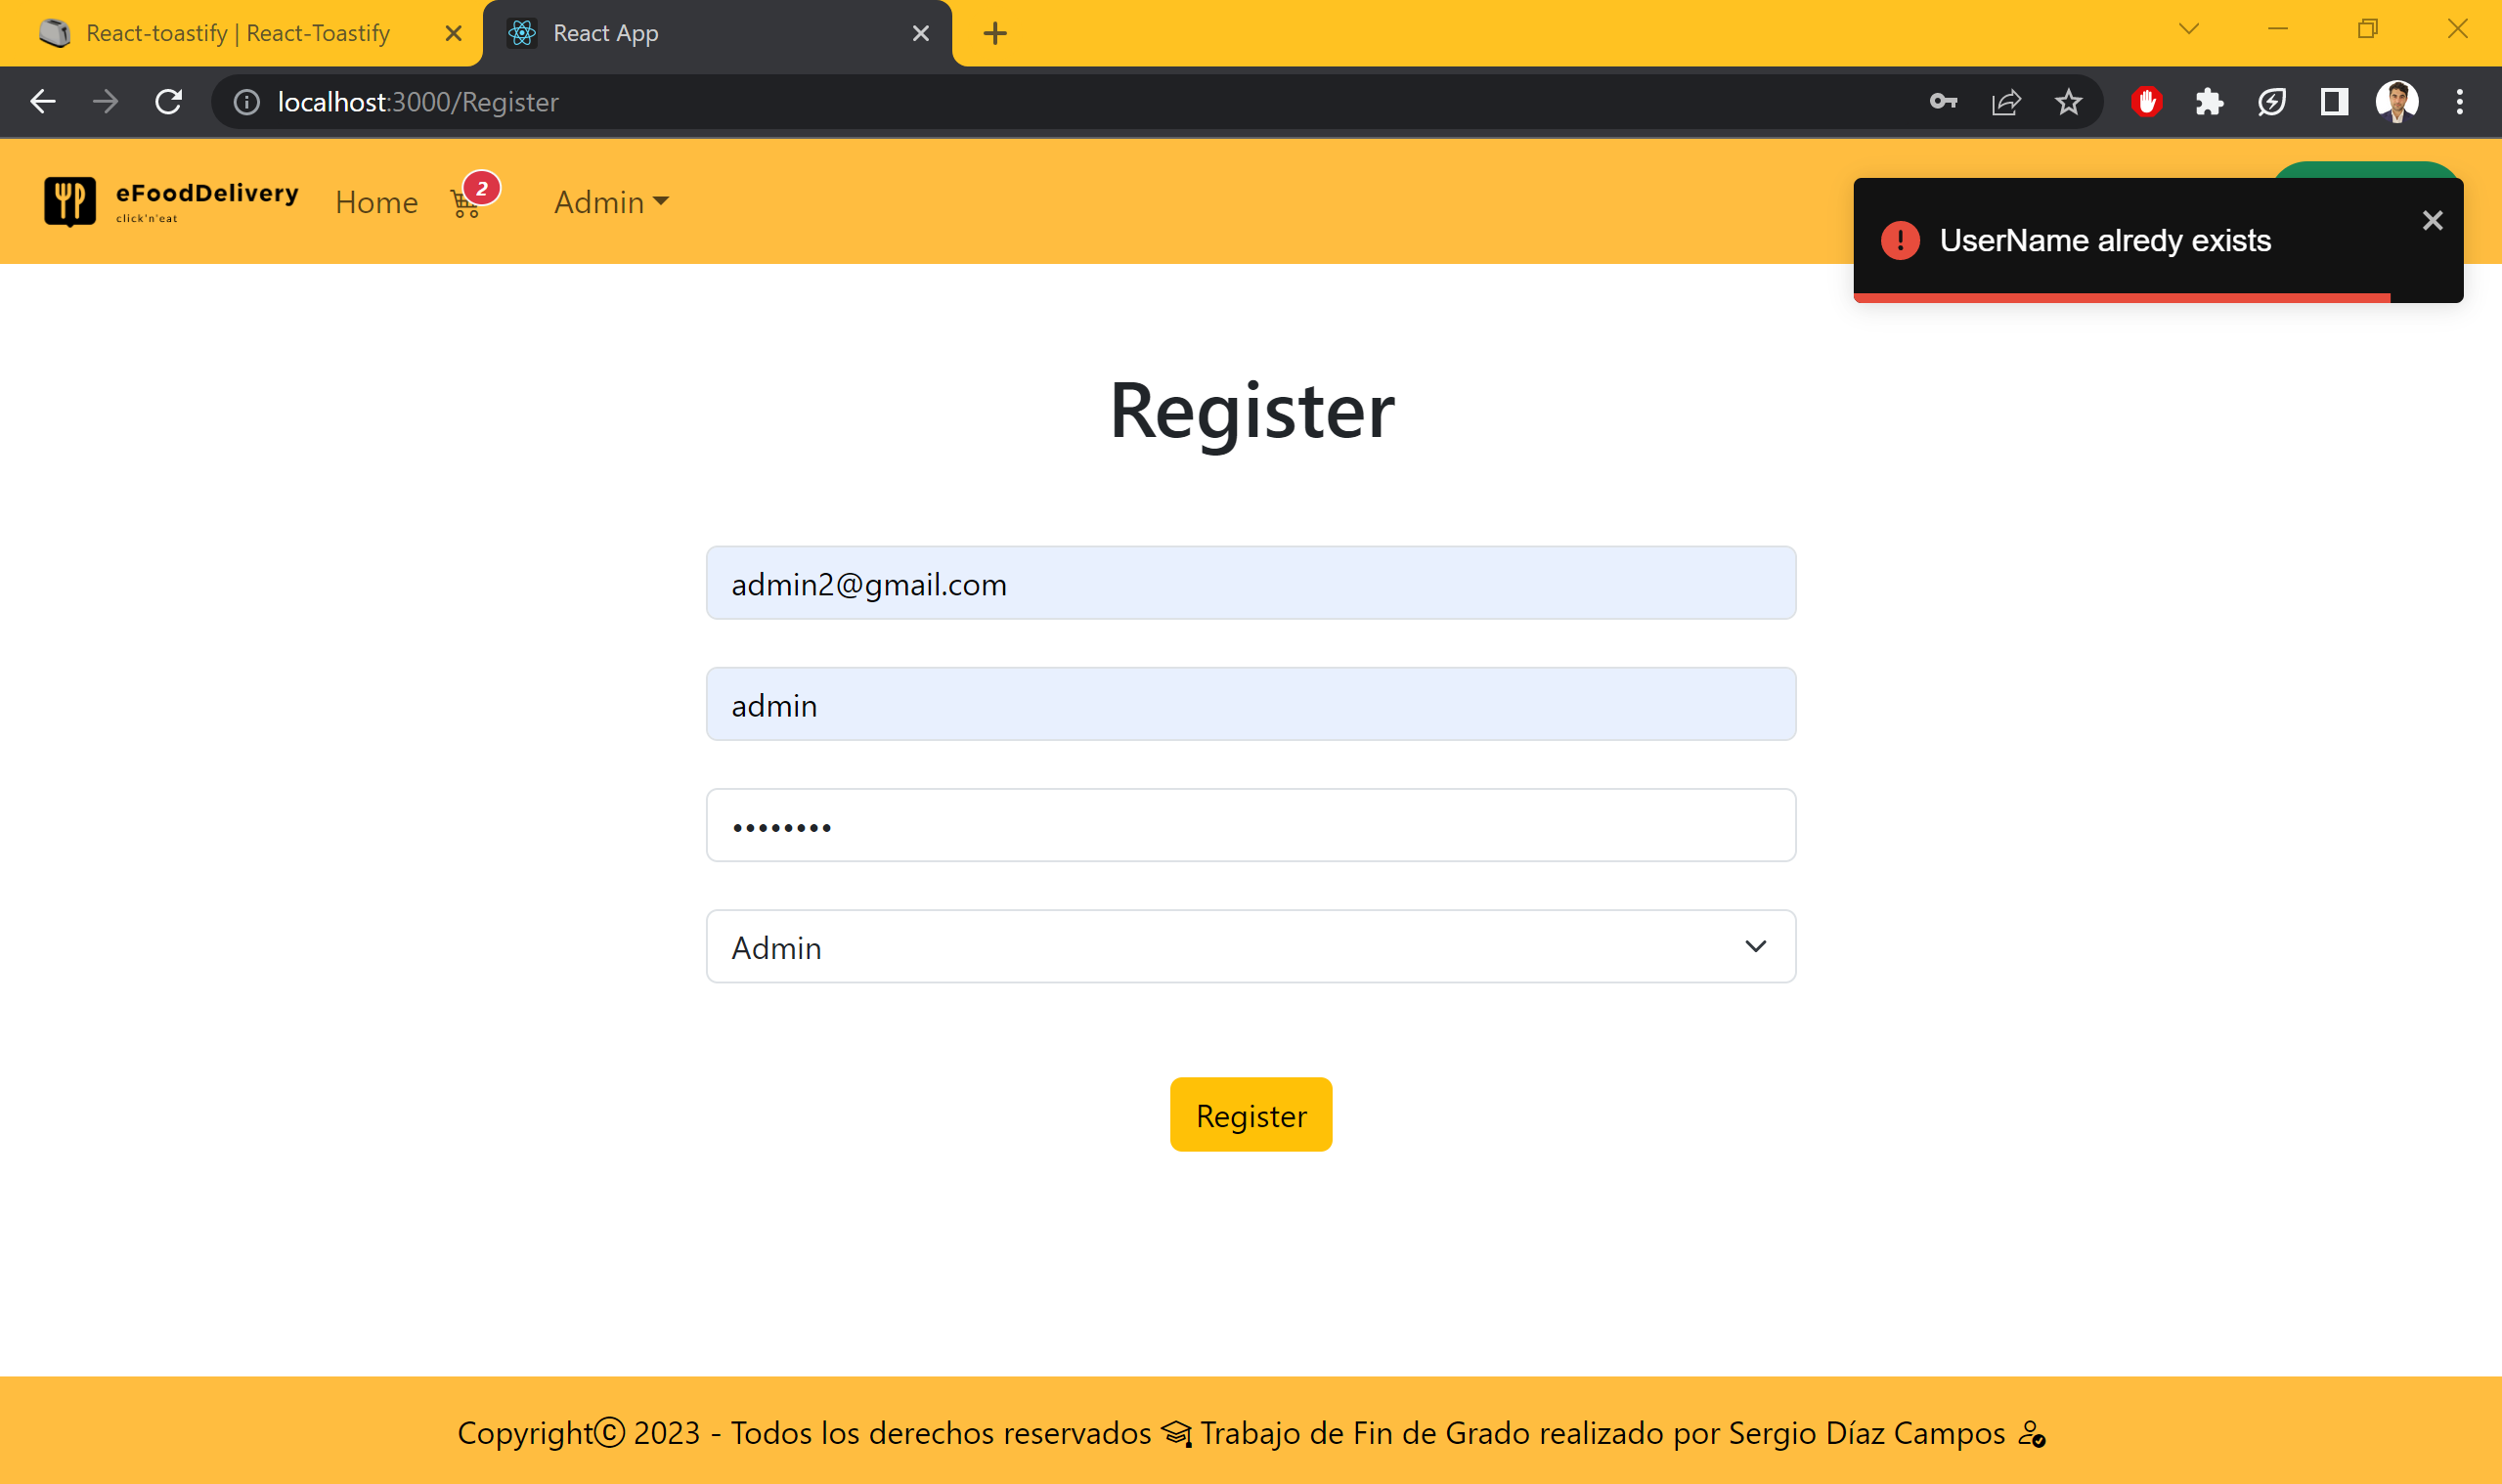 React-toastify | React-Toastify
React App
localhost:3000/Register
eFoodDelivery
click'n'eat
Home
2
Admin
UserName alredy exists
Register
admin2@gmail.com
admin
••••••••
Admin
Register
Copyright© 2023 - Todos los derechos reservados Trabajo de Fin de Grado realizado por Sergio Díaz Campos